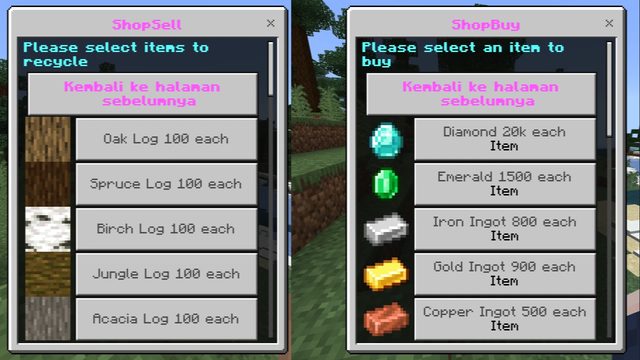 ShopSell
Please select items to
recycle
Kembali ke halaman
sebelumnya
Oak Log 100 each
Spruce Log 100 each
Birch Log 100 each
Jungle Log 100 each
Acacia Log 100 each
ShopBuy
Please select an item to
buy
Kembali ke halaman
sebelumnya
Diamond 20k each
Item
Emerald 1500 each
Item
Iron Ingot 800 each
Item
Gold Ingot 900 each
Item
Copper Ingot 500 each
Item